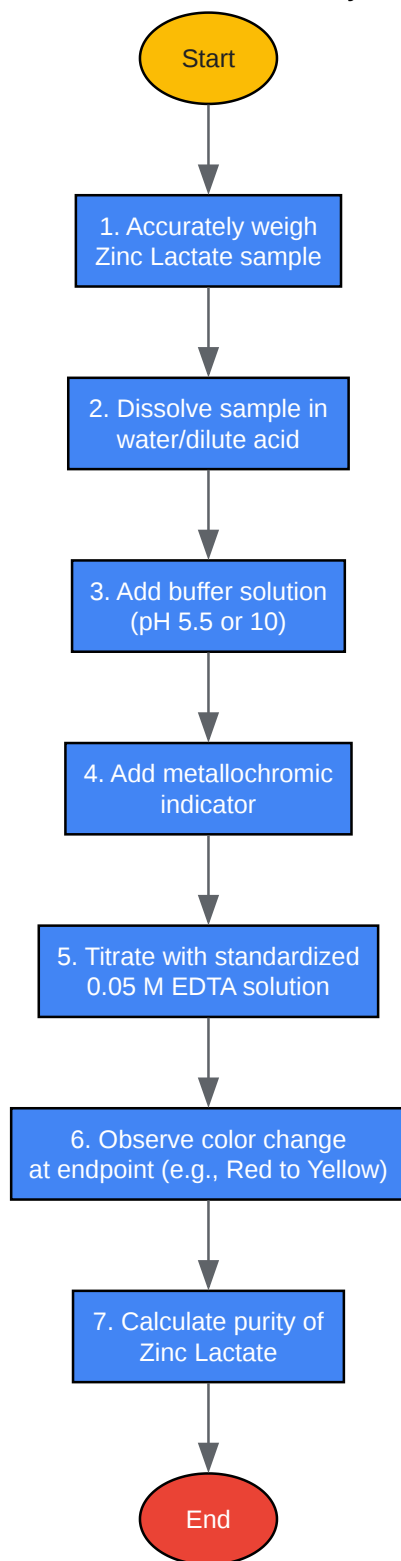 Start
1. Accurately weigh
Zinc Lactate sample
2. Dissolve sample in
water/dilute acid
3. Add buffer solution
(pH 5.5 or 10)
4. Add metallochromic
indicator
5. Titrate with standardized
0.05 M EDTA solution
6. Observe color change
at endpoint (e.g., Red to Yellow)
7. Calculate purity of
Zinc Lactate
End